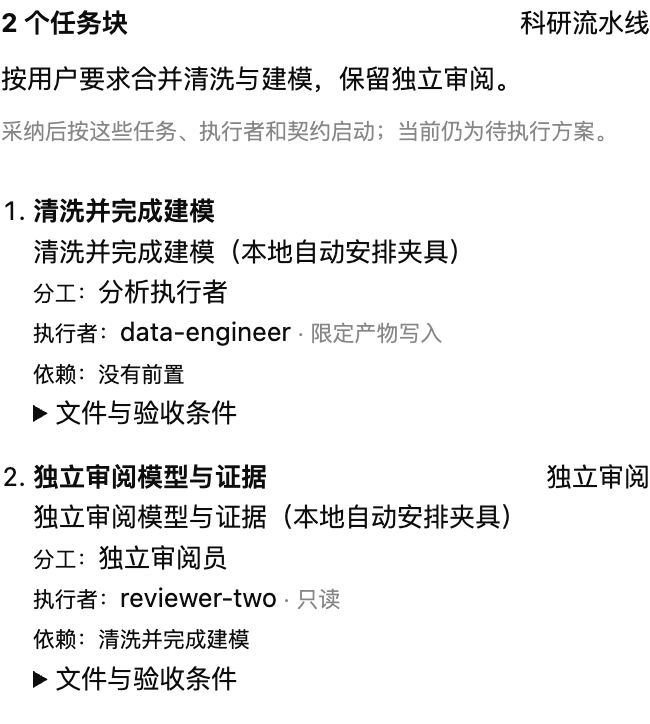 2 个任务块 科研流水线
按用户要求合并清洗与建模，保留独立审阅。
采纳后按这些任务、执行者和契约启动；当前仍为待执行方案。
1. 清洗并完成建模
清洗并完成建模（本地自动安排夹具）
分工：分析执行者
执行者：data-engineer · 限定产物写入
依赖：没有前置
▶ 文件与验收条件
2. 独立审阅模型与证据 独立审阅
独立审阅模型与证据（本地自动安排夹具）
分工：独立审阅员
执行者：reviewer-two · 只读
依赖：清洗并完成建模
▶ 文件与验收条件